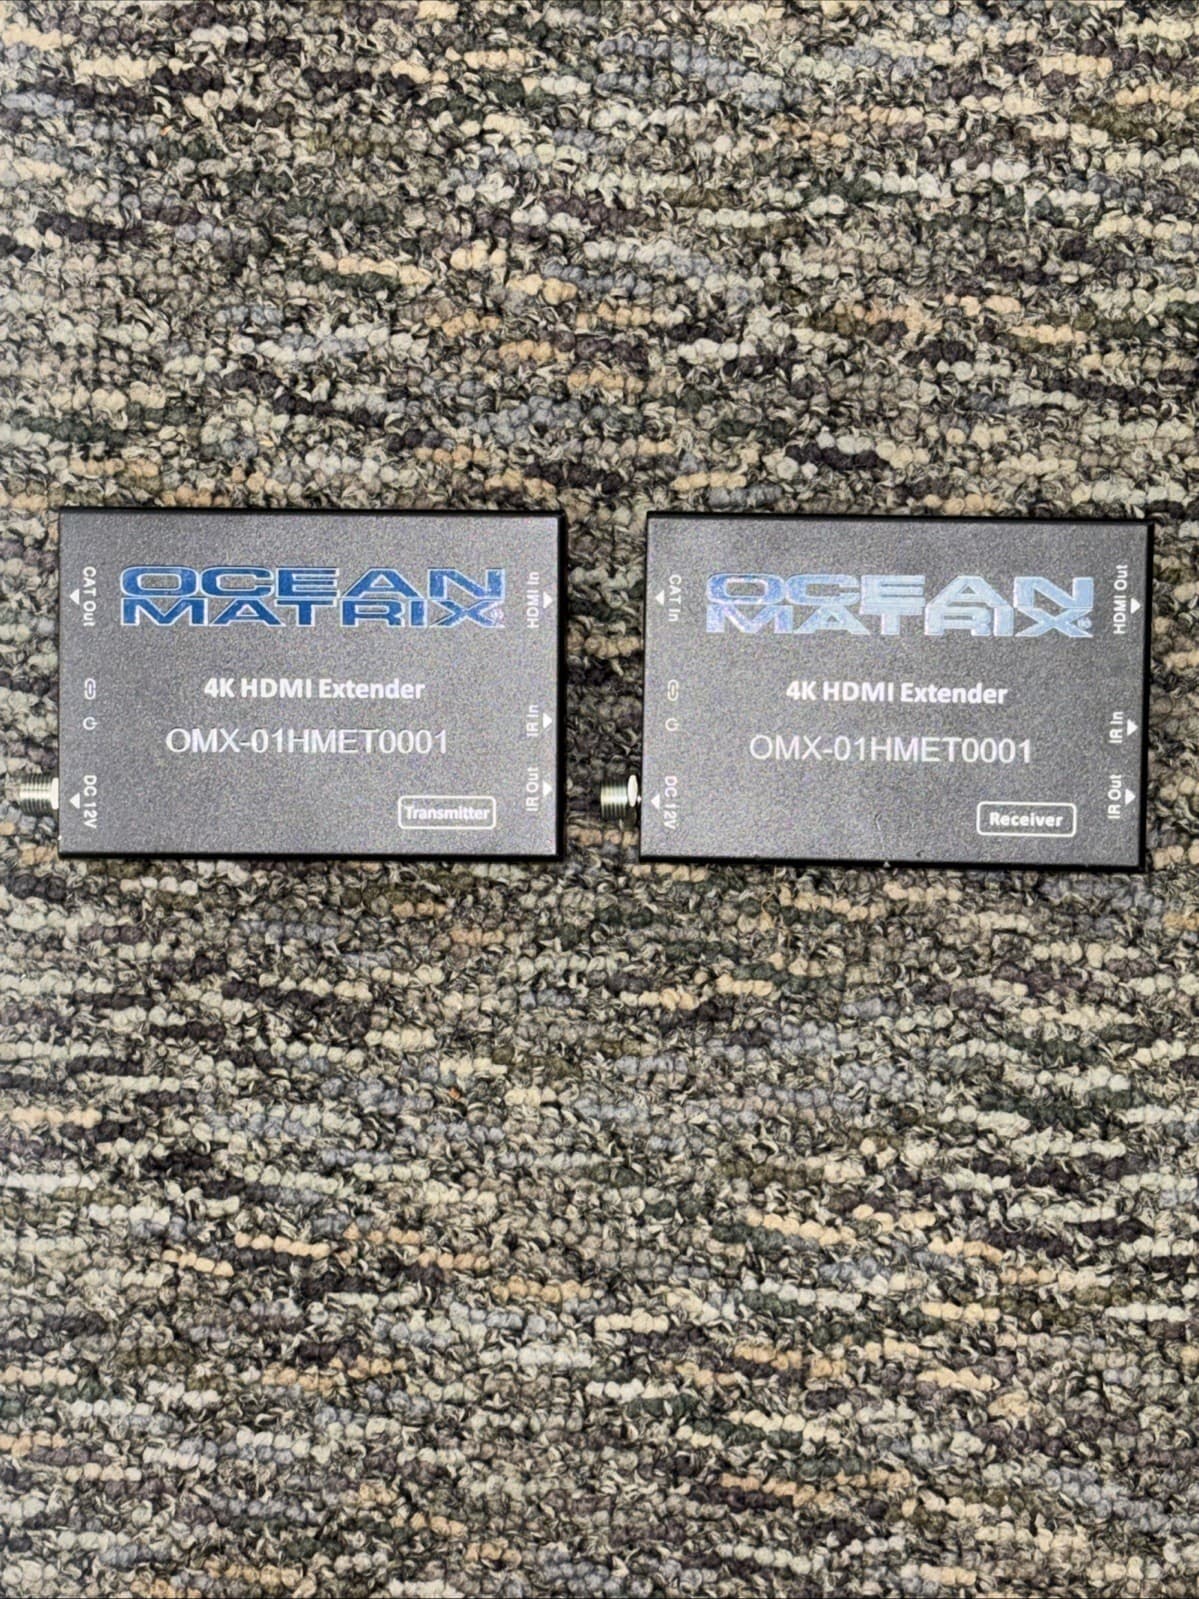 OCEAN
MATRIX®
4K HDMI Extender
OMX-01HMET0001
Transmitter
CAT Out
DC 12V
HDMI In
IR In
IR Out
OCEAN
MATRIX®
4K HDMI Extender
OMX-01HMET0001
Receiver
CAT In
DC 12V
HDMI Out
IR In
IR Out